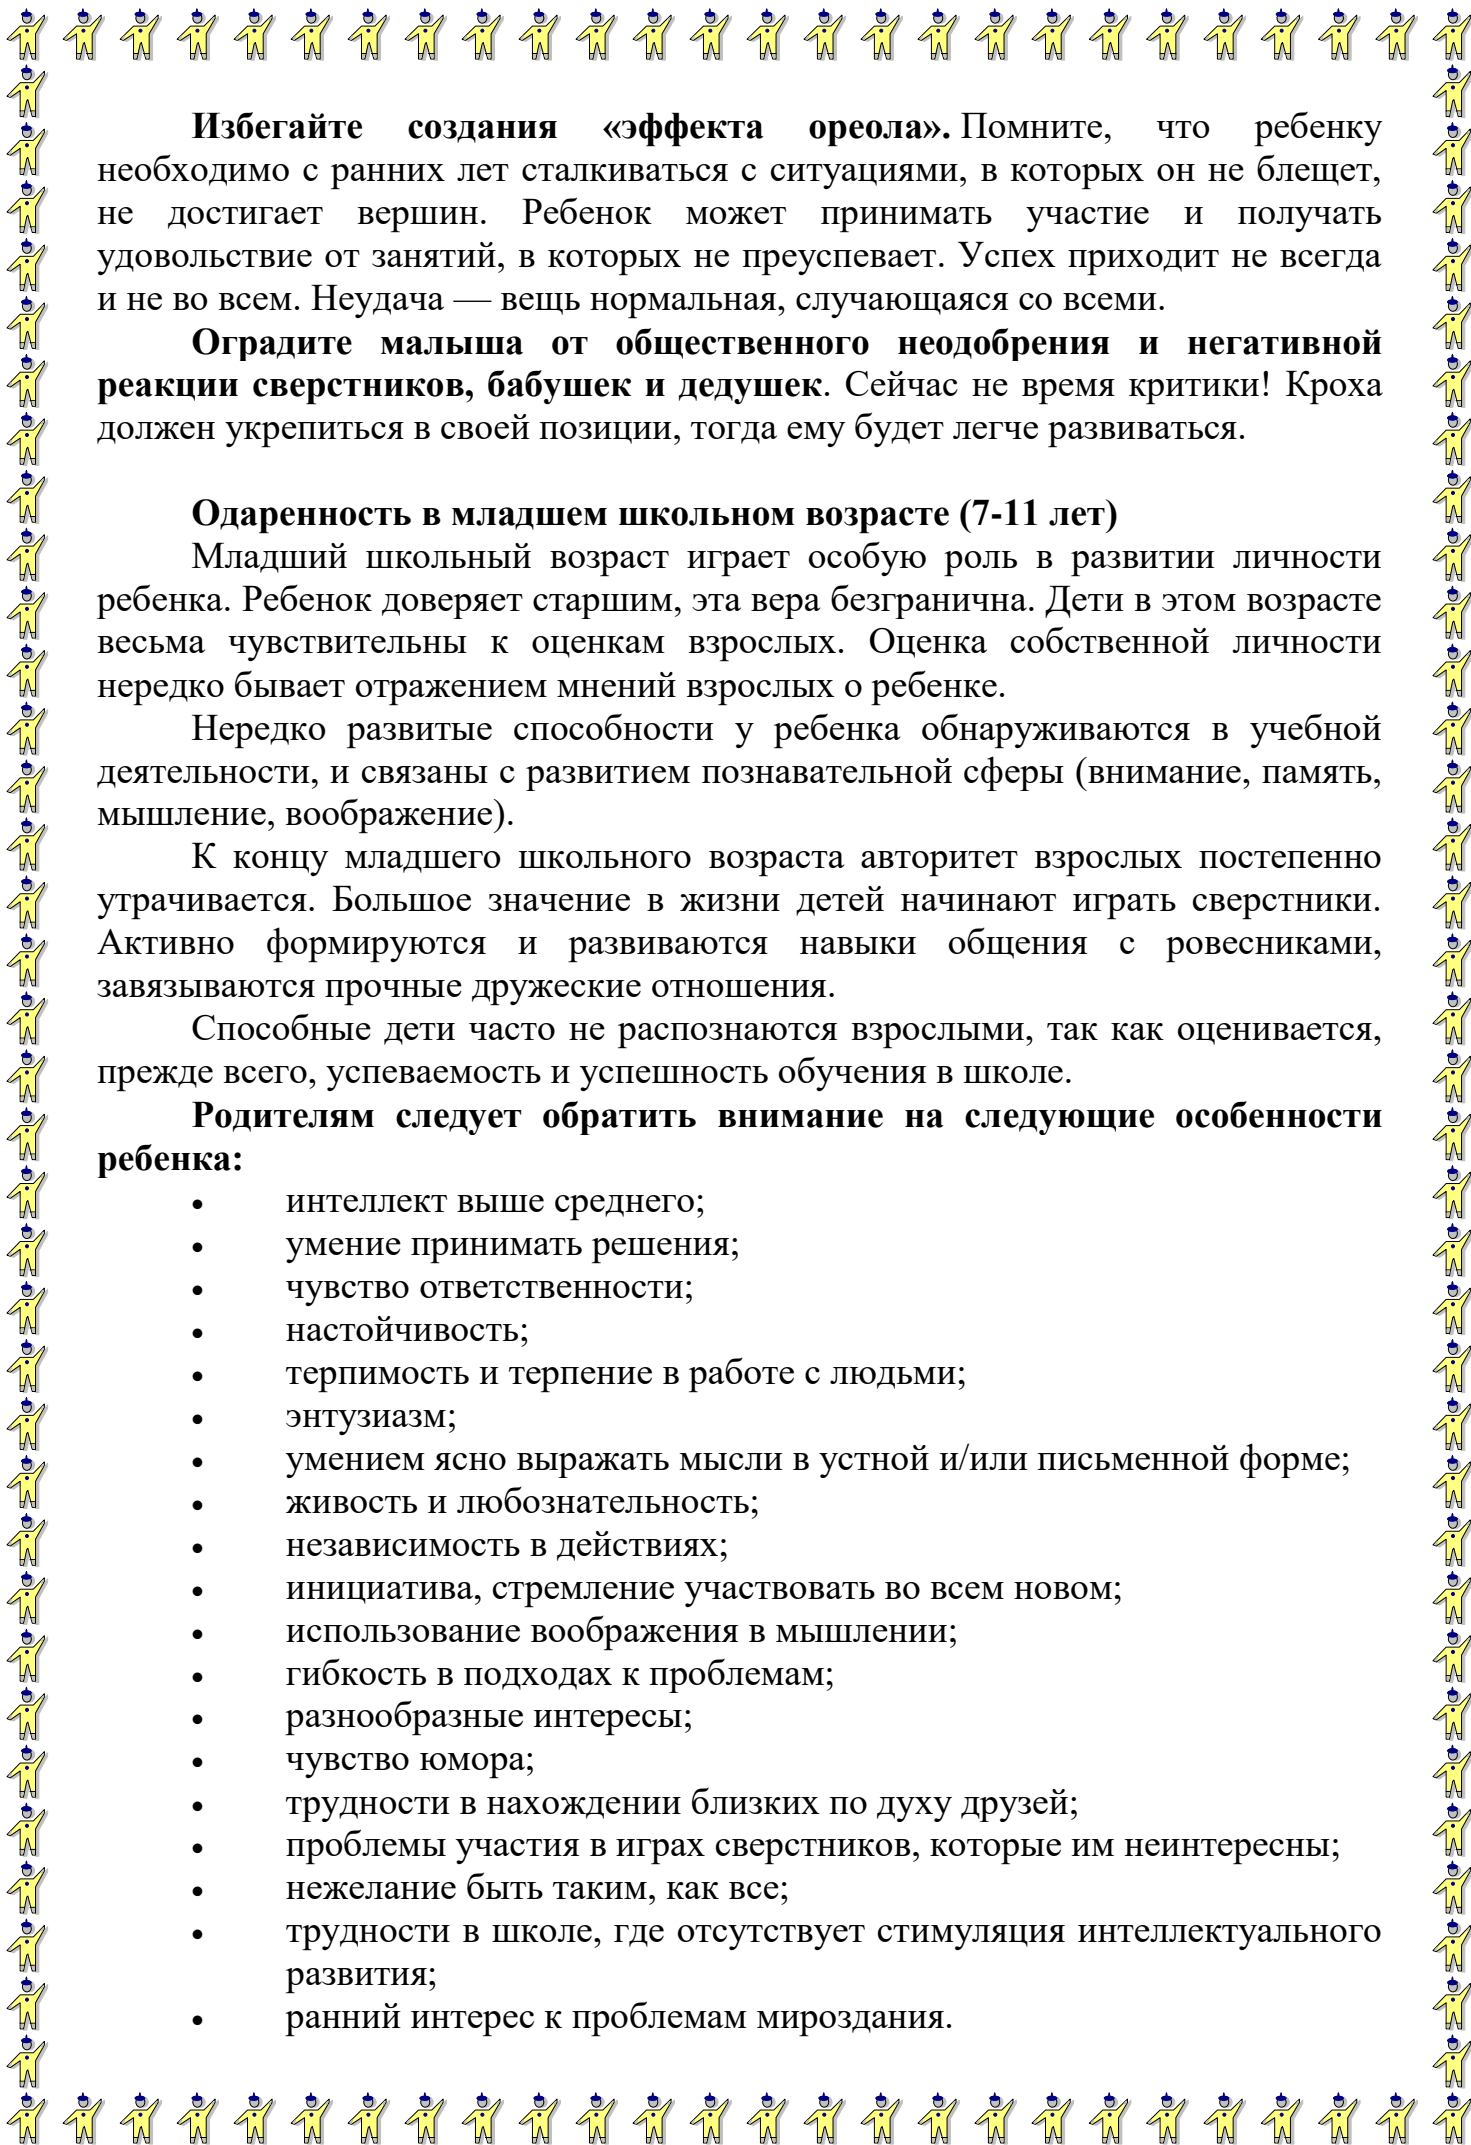 Избегайте создания «эффекта ореола». Помните, что ребенку
необходимо с ранних лет сталкиваться с ситуациями, в которых он не блещет,
не достигает вершин. Ребенок может принимать участие и получать
удовольствие от занятий, в которых не преуспевает. Успех приходит не всегда
и не во всем. Неудача — вещь нормальная, случающаяся со всеми.
Оградите малыша от общественного неодобрения и негативной
реакции сверстников, бабушек и дедушек. Сейчас не время критики! Кроха
должен укрепиться в своей позиции, тогда ему будет легче развиваться.
Одаренность в младшем школьном возрасте (7-11 лет)
Младший школьный возраст играет особую роль в развитии личности
ребенка. Ребенок доверяет старшим, эта вера безгранична. Дети в этом возрасте
весьма чувствительны к оценкам взрослых. Оценка собственной личности
нередко бывает отражением мнений взрослых о ребенке.
Нередко развитые способности у ребенка обнаруживаются в учебной
деятельности, и связаны с развитием познавательной сферы (внимание, память,
мышление, воображение).
К концу младшего школьного возраста авторитет взрослых постепенно
утрачивается. Большое значение в жизни детей начинают играть сверстники.
Активно формируются и развиваются навыки общения с ровесниками,
завязываются прочные дружеские отношения.
Способные дети часто не распознаются взрослыми, так как оценивается,
прежде всего, успеваемость и успешность обучения в школе.
Родителям следует обратить внимание на следующие особенности
ребенка:
• интеллект выше среднего;
• умение принимать решения;
• чувство ответственности;
• настойчивость;
• терпимость и терпение в работе с людьми;
• энтузиазм;
• умением ясно выражать мысли в устной и/или письменной форме;
• живость и любознательность;
• независимость в действиях;
• инициатива, стремление участвовать во всем новом;
• использование воображения в мышлении;
• гибкость в подходах к проблемам;
• разнообразные интересы;
• чувство юмора;
• трудности в нахождении близких по духу друзей;
• проблемы участия в играх сверстников, которые им неинтересны;
• нежелание быть таким, как все;
• трудности в школе, где отсутствует стимуляция интеллектуального
развития;
• ранний интерес к проблемам мироздания.